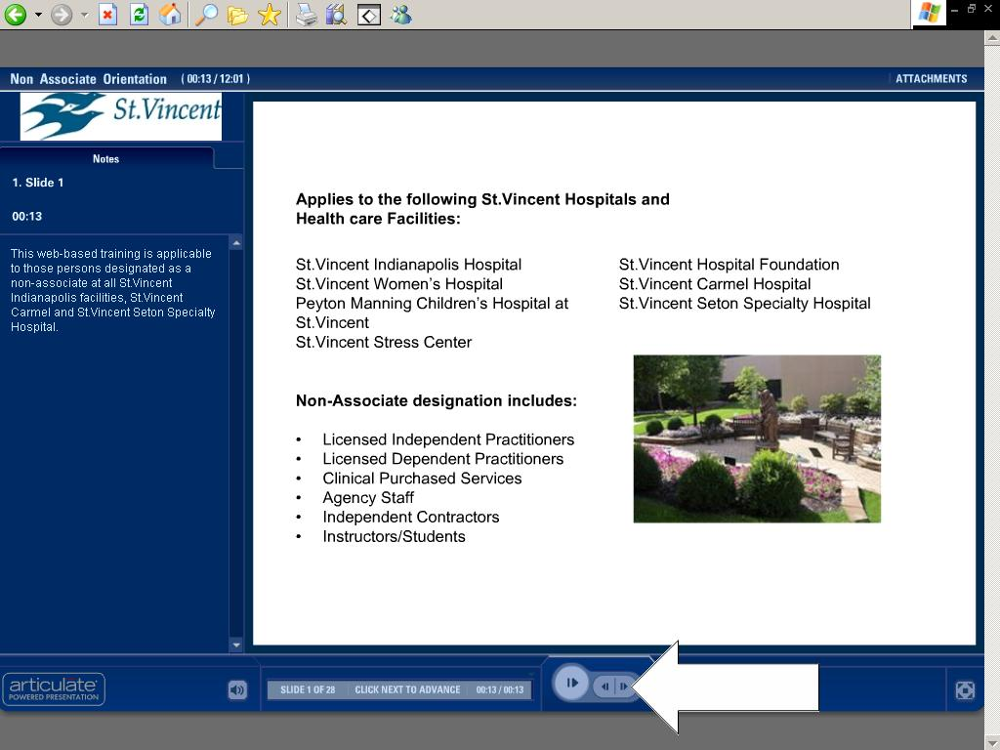 Non Associate Orientation ( 00:13 / 12:01 )
ATTACHMENTS
St.Vincent
Notes
1. Slide 1
00:13
This web-based training is applicable
to those persons designated as a
non-associate at all St.Vincent
Indianapolis facilities, St.Vincent
Carmel and St.Vincent Seton Specialty
Hospital.
Applies to the following St.Vincent Hospitals and
Health care Facilities:
St.Vincent Indianapolis Hospital
St.Vincent Women's Hospital
Peyton Manning Children's Hospital at
St.Vincent
St.Vincent Stress Center
St.Vincent Hospital Foundation
St.Vincent Carmel Hospital
St.Vincent Seton Specialty Hospital
Non-Associate designation includes:
• Licensed Independent Practitioners
• Licensed Dependent Practitioners
• Clinical Purchased Services
• Agency Staff
• Independent Contractors
• Instructors/Students
articulate
POWERED PRESENTATION
SLIDE 1 OF 28 CLICK NEXT TO ADVANCE 00:13 / 00:13